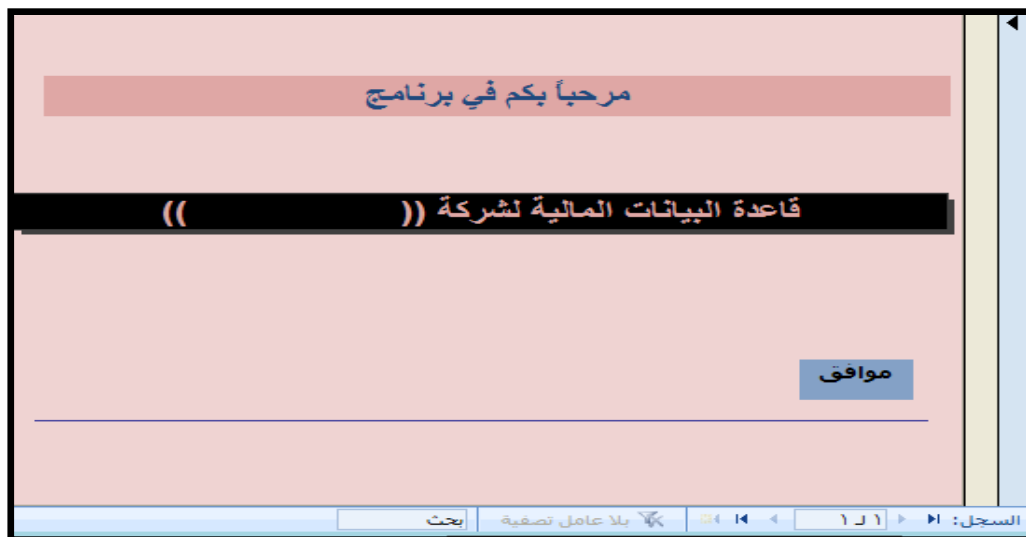 مرحباً بكم في برنامج
قاعدة البيانات المالية لشركة (( ))
موافق
السجل: ١ لـ ١ بلا عامل تصفية بحث